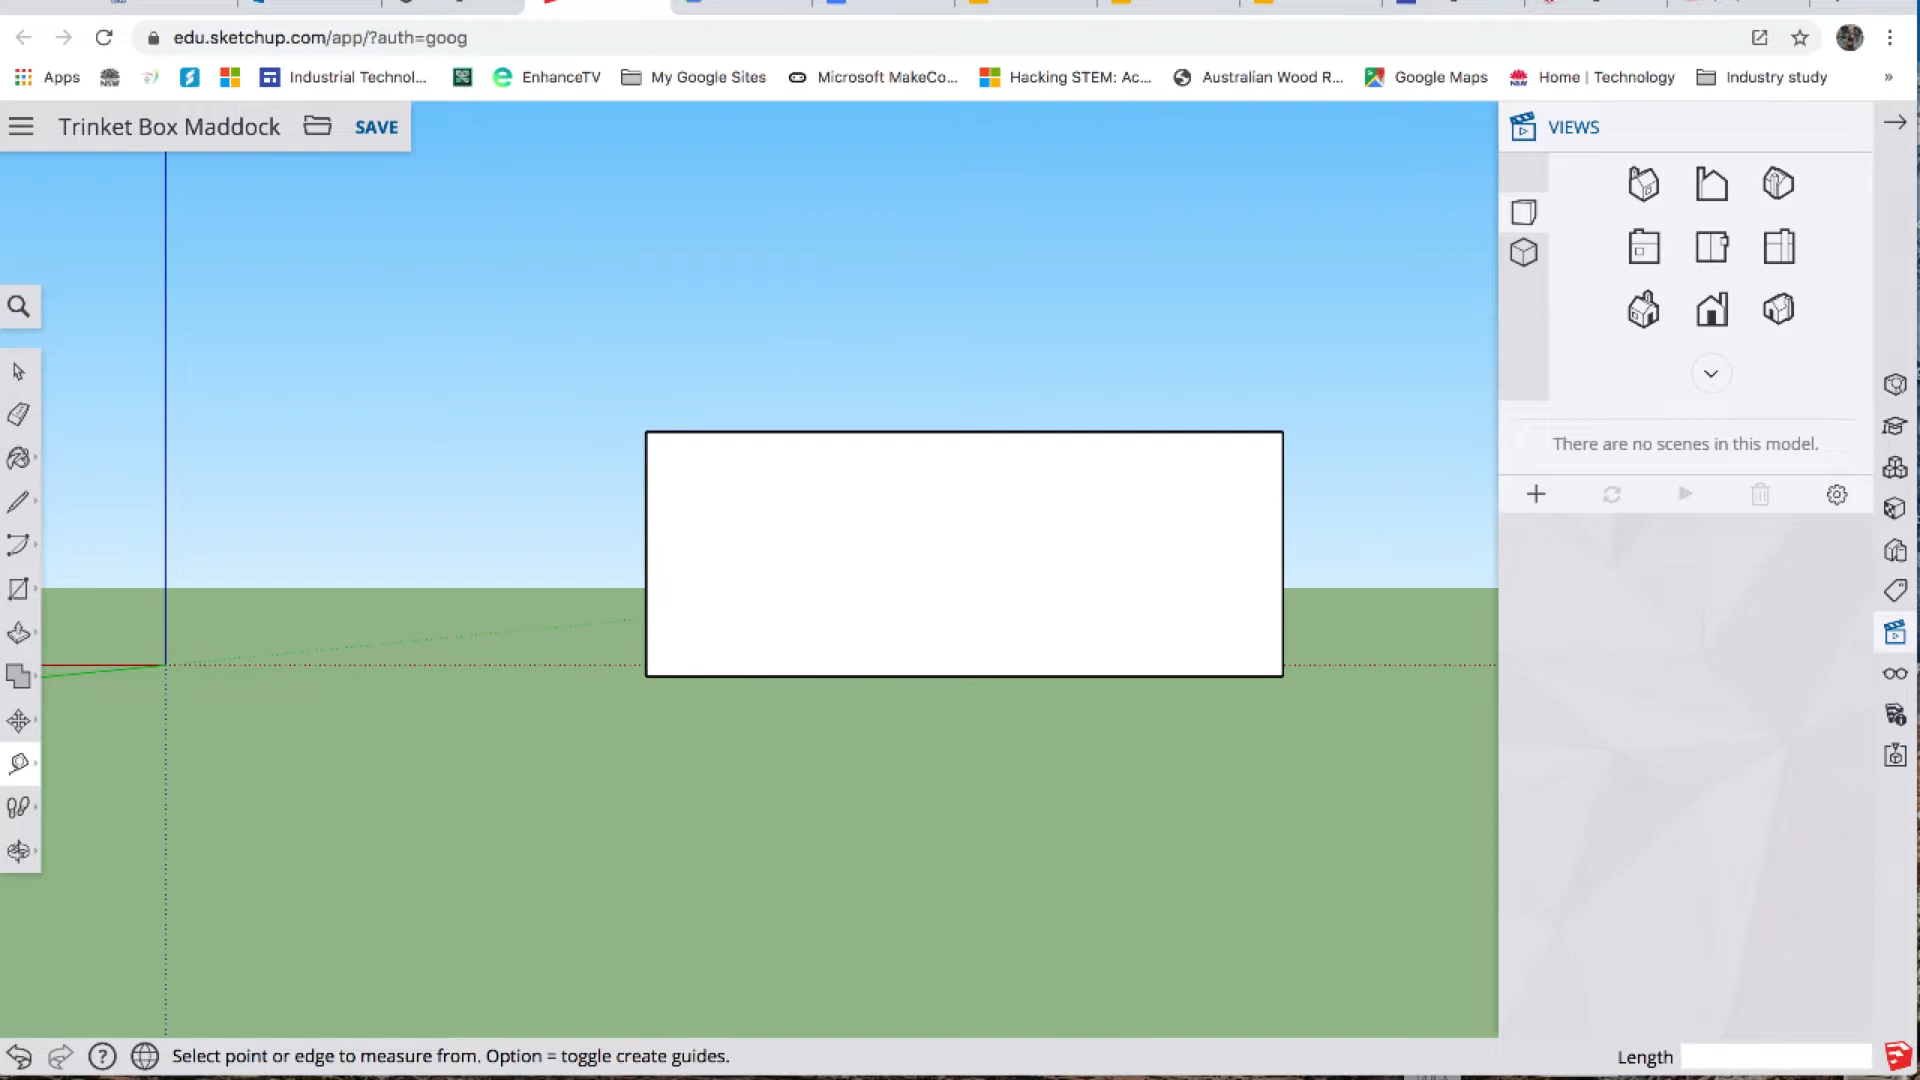 edu.sketchup.com/app/?auth=goog
Apps
Industrial Technol...
EnhanceTV
My Google Sites
Microsoft MakeCo...
Hacking STEM: Ac...
Australian Wood R...
Google Maps
Home | Technology
Industry study
»
Trinket Box Maddock
SAVE
VIEWS
There are no scenes in this model.
Select point or edge to measure from. Option = toggle create guides.
Length